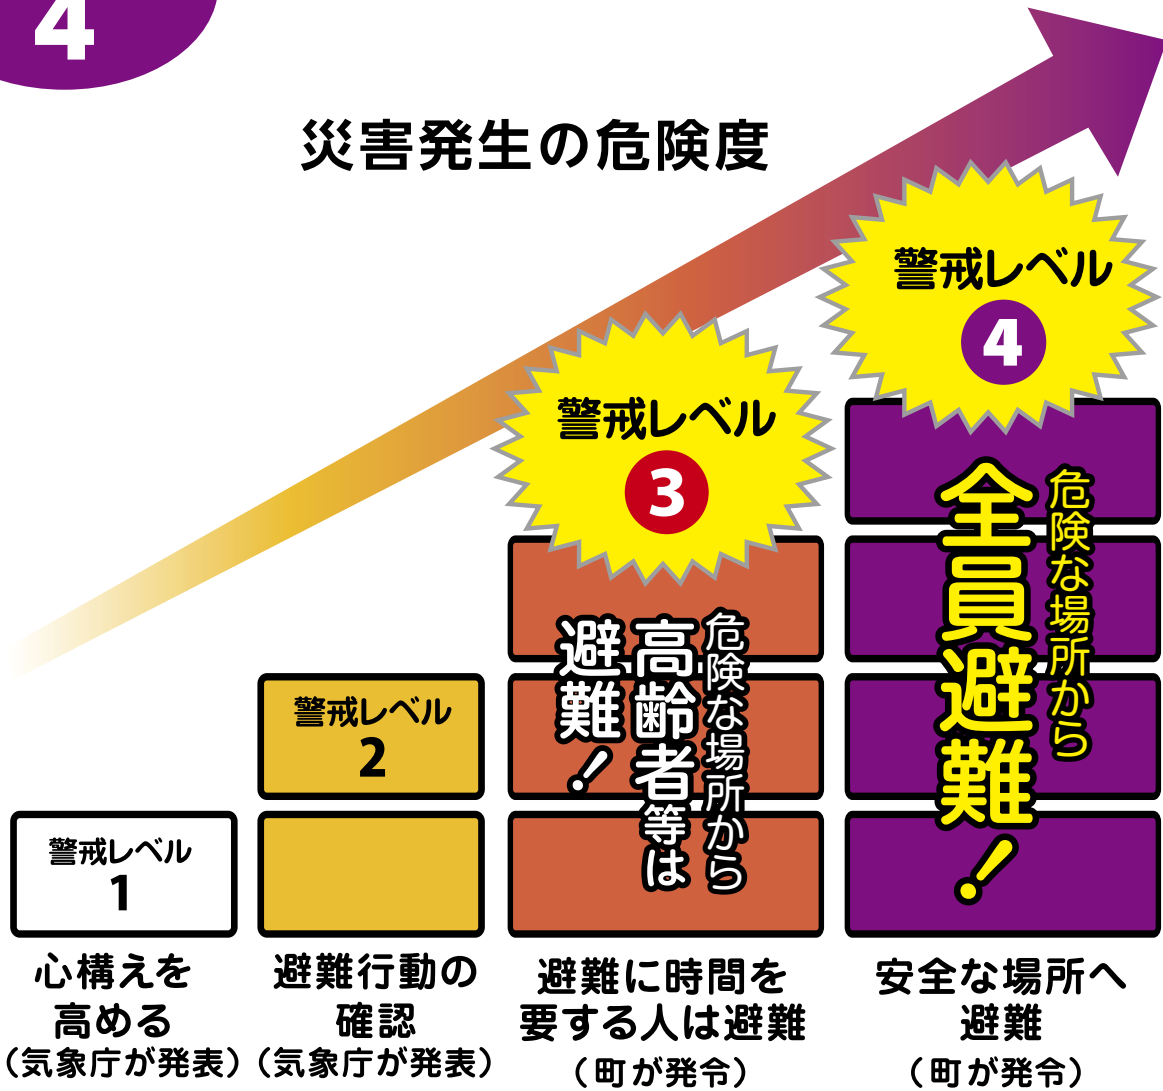 4
災害発生の危険度
警戒レベル
1
心構えを
高める
（気象庁が発表）
警戒レベル
2
避難行動の
確認
（気象庁が発表）
警戒レベル
3
危険な場所から
高齢者等は
避難！
避難に時間を
要する人は避難
（町が発令）
警戒レベル
4
危険な場所から
全員避難！
安全な場所へ
避難
（町が発令）